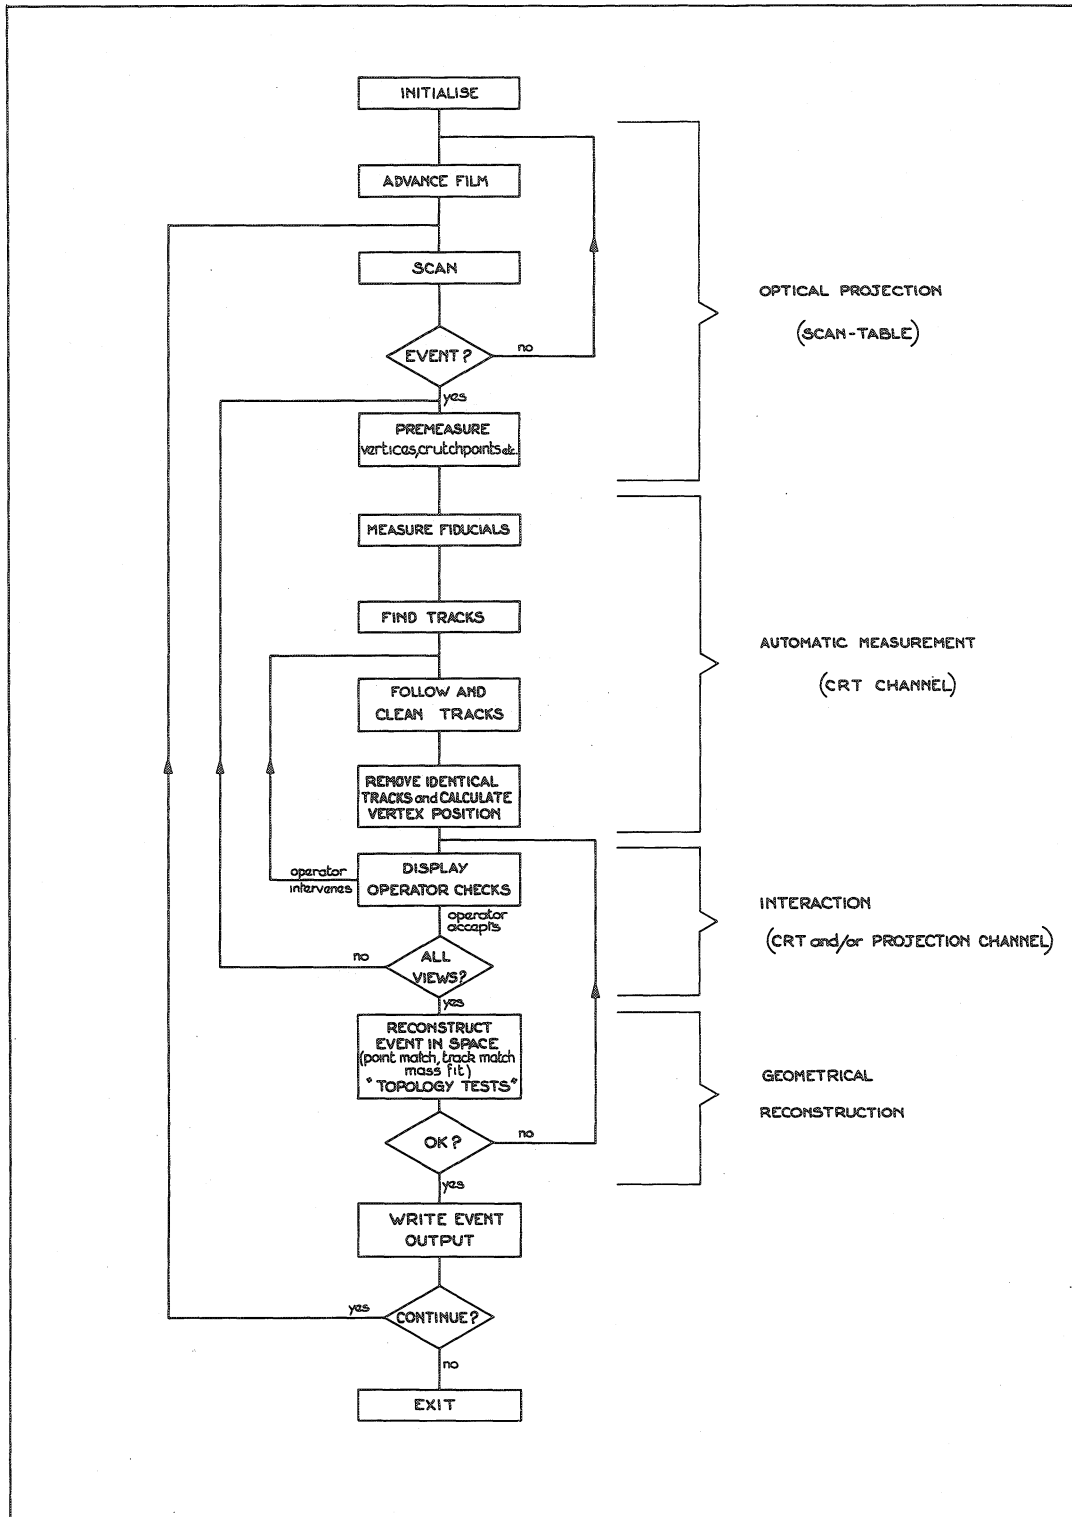 INITIALISE
ADVANCE FILM
SCAN
OPTICAL PROJECTION
(SCAN-TABLE)
EVENT?
no
yes
PREMEASURE
vertices, crutchpoints etc.
MEASURE FIDUCIALS
FIND TRACKS
AUTOMATIC MEASUREMENT
(CRT CHANNEL)
FOLLOW AND
CLEAN TRACKS
REMOVE IDENTICAL
TRACKS and CALCULATE
VERTEX POSITION
operator
intervenes
DISPLAY
OPERATOR CHECKS
operator
accepts
INTERACTION
(CRT and/or PROJECTION CHANNEL)
no
ALL
VIEWS?
yes
RECONSTRUCT
EVENT IN SPACE
(point match, track match
mass fit)
"TOPOLOGY TESTS"
GEOMETRICAL
RECONSTRUCTION
OK?
no
yes
WRITE EVENT
OUTPUT
yes
CONTINUE?
no
EXIT